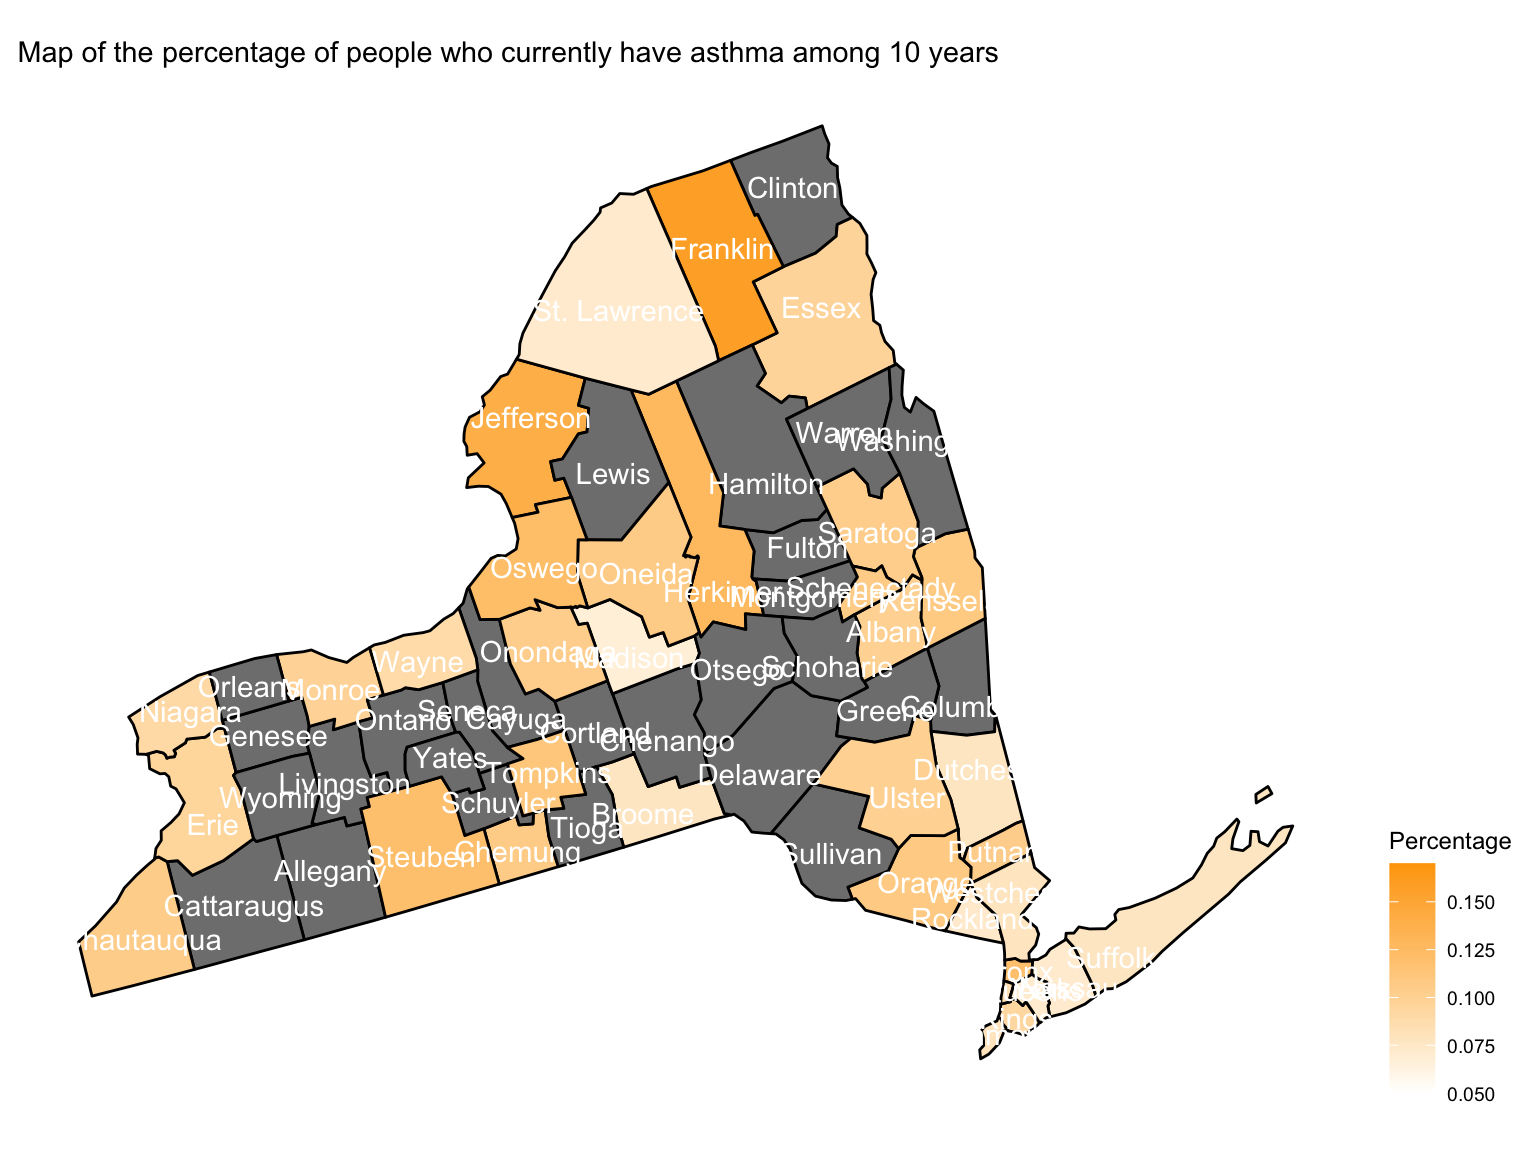 Map of the percentage of people who currently have asthma among 10 years
Clinton
Franklin
St. Lawrence
Essex
Jefferson
Lewis
Warren
Washing
Hamilton
Saratoga
Fulton
Oswego
Oneida
Herkimer
Montgomery
Schenectady
Renssel
Albany
Wayne
Onondaga
Madison
Otsego
Schoharie
Orleans
Monroe
Niagara
Seneca
Cayuga
Ontario
Greene
Columb
Genesee
Cortland
Chenango
Yates
Tompkins
Delaware
Dutches
Livingston
Wyoming
Schuyler
Ulster
Erie
Broome
Tioga
Steuben
Chemung
Sullivan
Putnam
Allegany
Orange
Westches
Cattaraugus
Rockland
hautauqua
Suffolk
ronx
Nassau
ings
Percentage
0.150
0.125
0.100
0.075
0.050